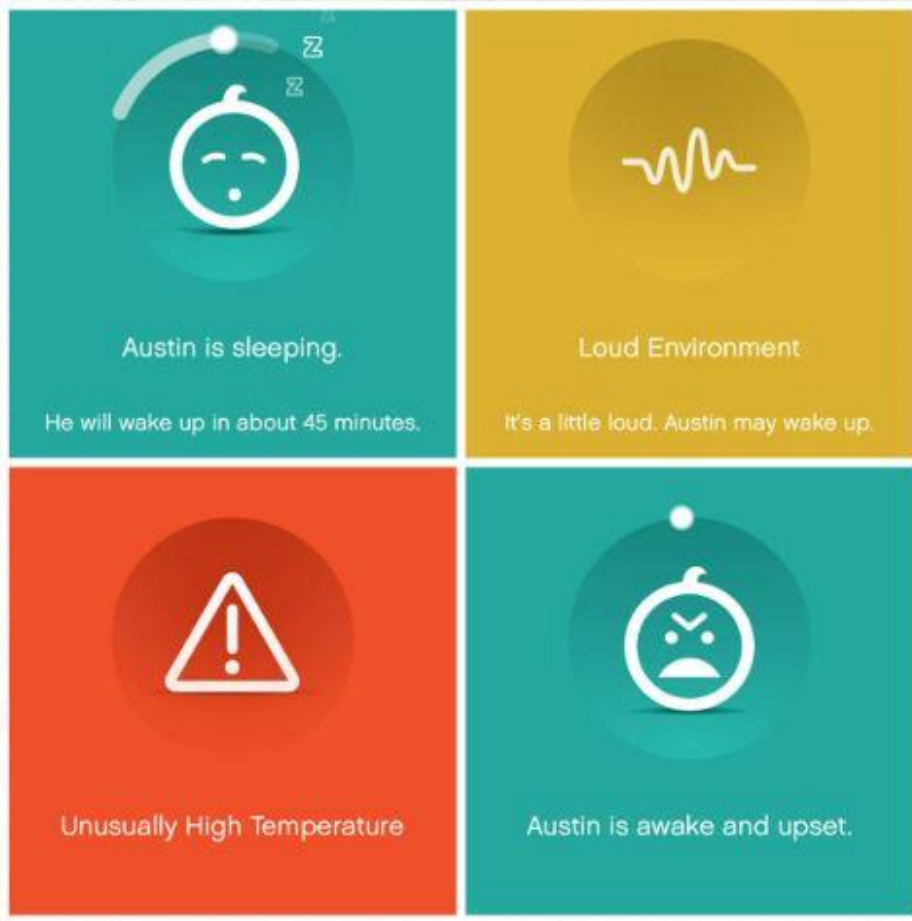 z
z
z
Austin is sleeping.
He will wake up in about 45 minutes.
Loud Environment
It's a little loud. Austin may wake up.
!
Unusually High Temperature
Austin is awake and upset.